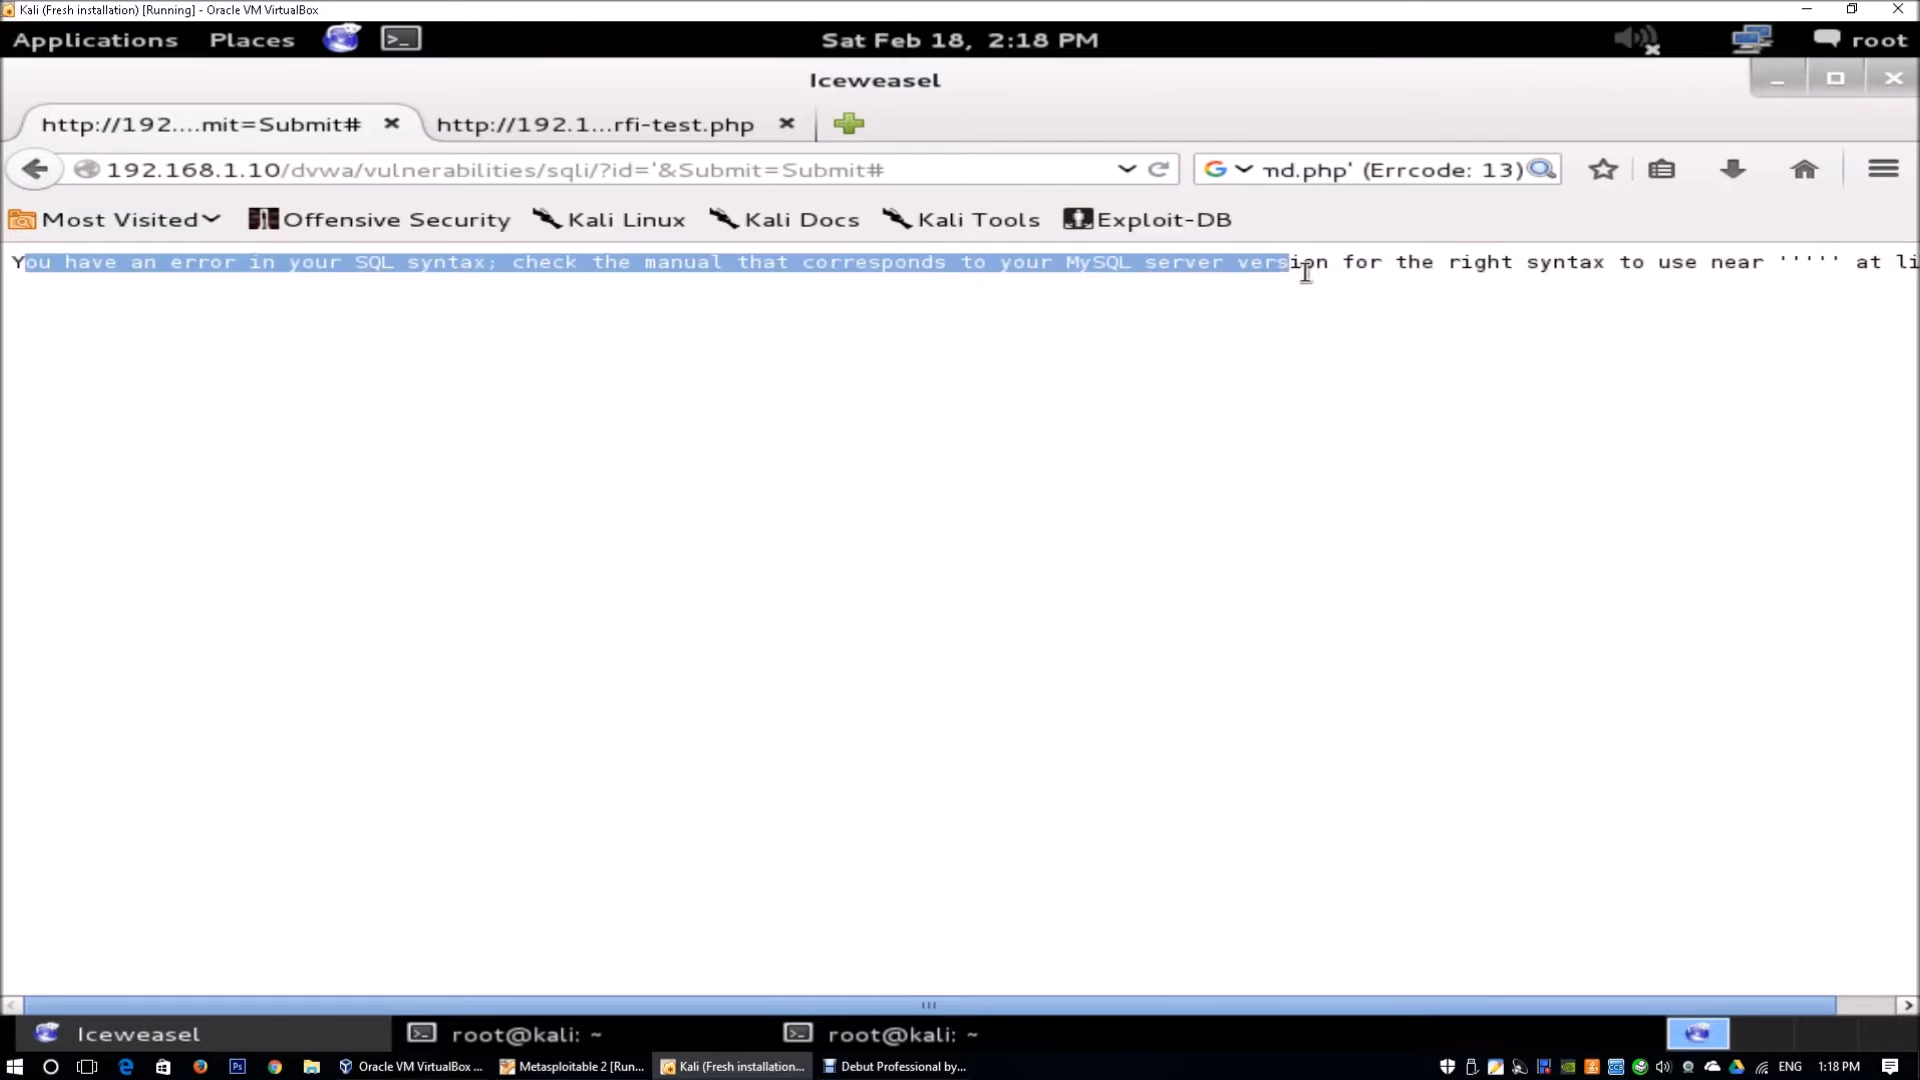 Kali (Fresh installation) [Running] - Oracle VM VirtualBox
Applications Places Sat Feb 18, 2:18 PM root
Iceweasel
http://192....mit=Submit# http://192.1...rfi-test.php
192.168.1.10/dvwa/vulnerabilities/sqli/?id='&Submit=Submit# nd.php' (Errcode: 13)
Most Visited Offensive Security Kali Linux Kali Docs Kali Tools Exploit-DB
You have an error in your SQL syntax; check the manual that corresponds to your MySQL server version for the right syntax to use near ''''' at li
Iceweasel root@kali: ~ root@kali: ~
Oracle VM VirtualBox ... Metasploitable 2 [Run... Kali (Fresh installation... Debut Professional by... ENG 1:18 PM